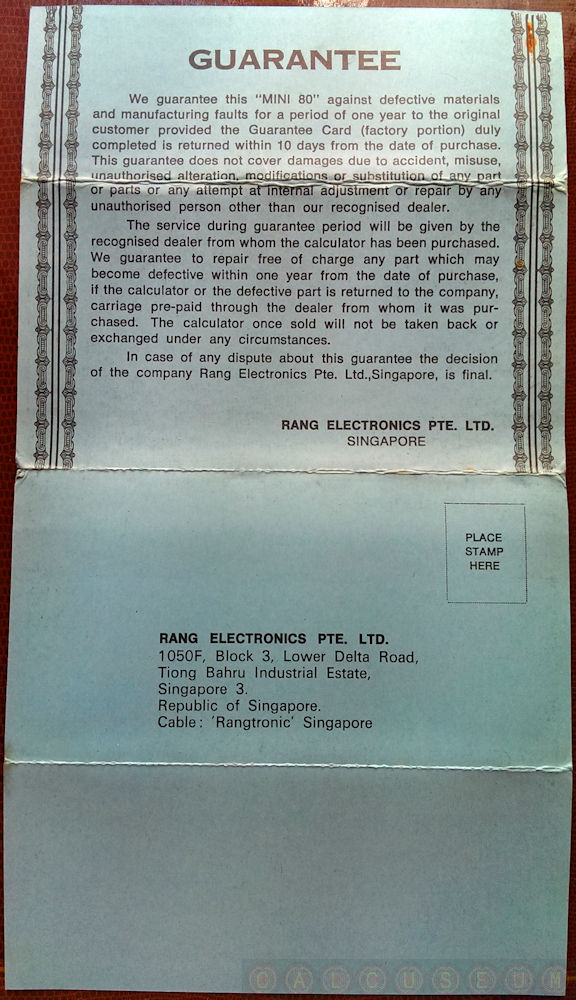 GUARANTEE
We guarantee this "MINI 80" against defective materials
and manufacturing faults for a period of one year to the original
customer provided the Guarantee Card (factory portion) duly
completed is returned within 10 days from the date of purchase.
This guarantee does not cover damages due to accident, misuse,
unauthorised alteration, modifications or substitution of any part
or parts or any attempt at internal adjustment or repair by any
unauthorised person other than our recognised dealer.
The service during guarantee period will be given by the
recognised dealer from whom the calculator has been purchased.
We guarantee to repair free of charge any part which may
become defective within one year from the date of purchase,
if the calculator or the defective part is returned to the company,
carriage pre-paid through the dealer from whom it was pur-
chased. The calculator once sold will not be taken back or
exchanged under any circumstances.
In case of any dispute about this guarantee the decision
of the company Rang Electronics Pte. Ltd.,Singapore, is final.
RANG ELECTRONICS PTE. LTD.
SINGAPORE
PLACE
STAMP
HERE
RANG ELECTRONICS PTE. LTD.
1050F, Block 3, Lower Delta Road,
Tiong Bahru Industrial Estate,
Singapore 3.
Republic of Singapore.
Cable: 'Rangtronic' Singapore
CALCUSEUM